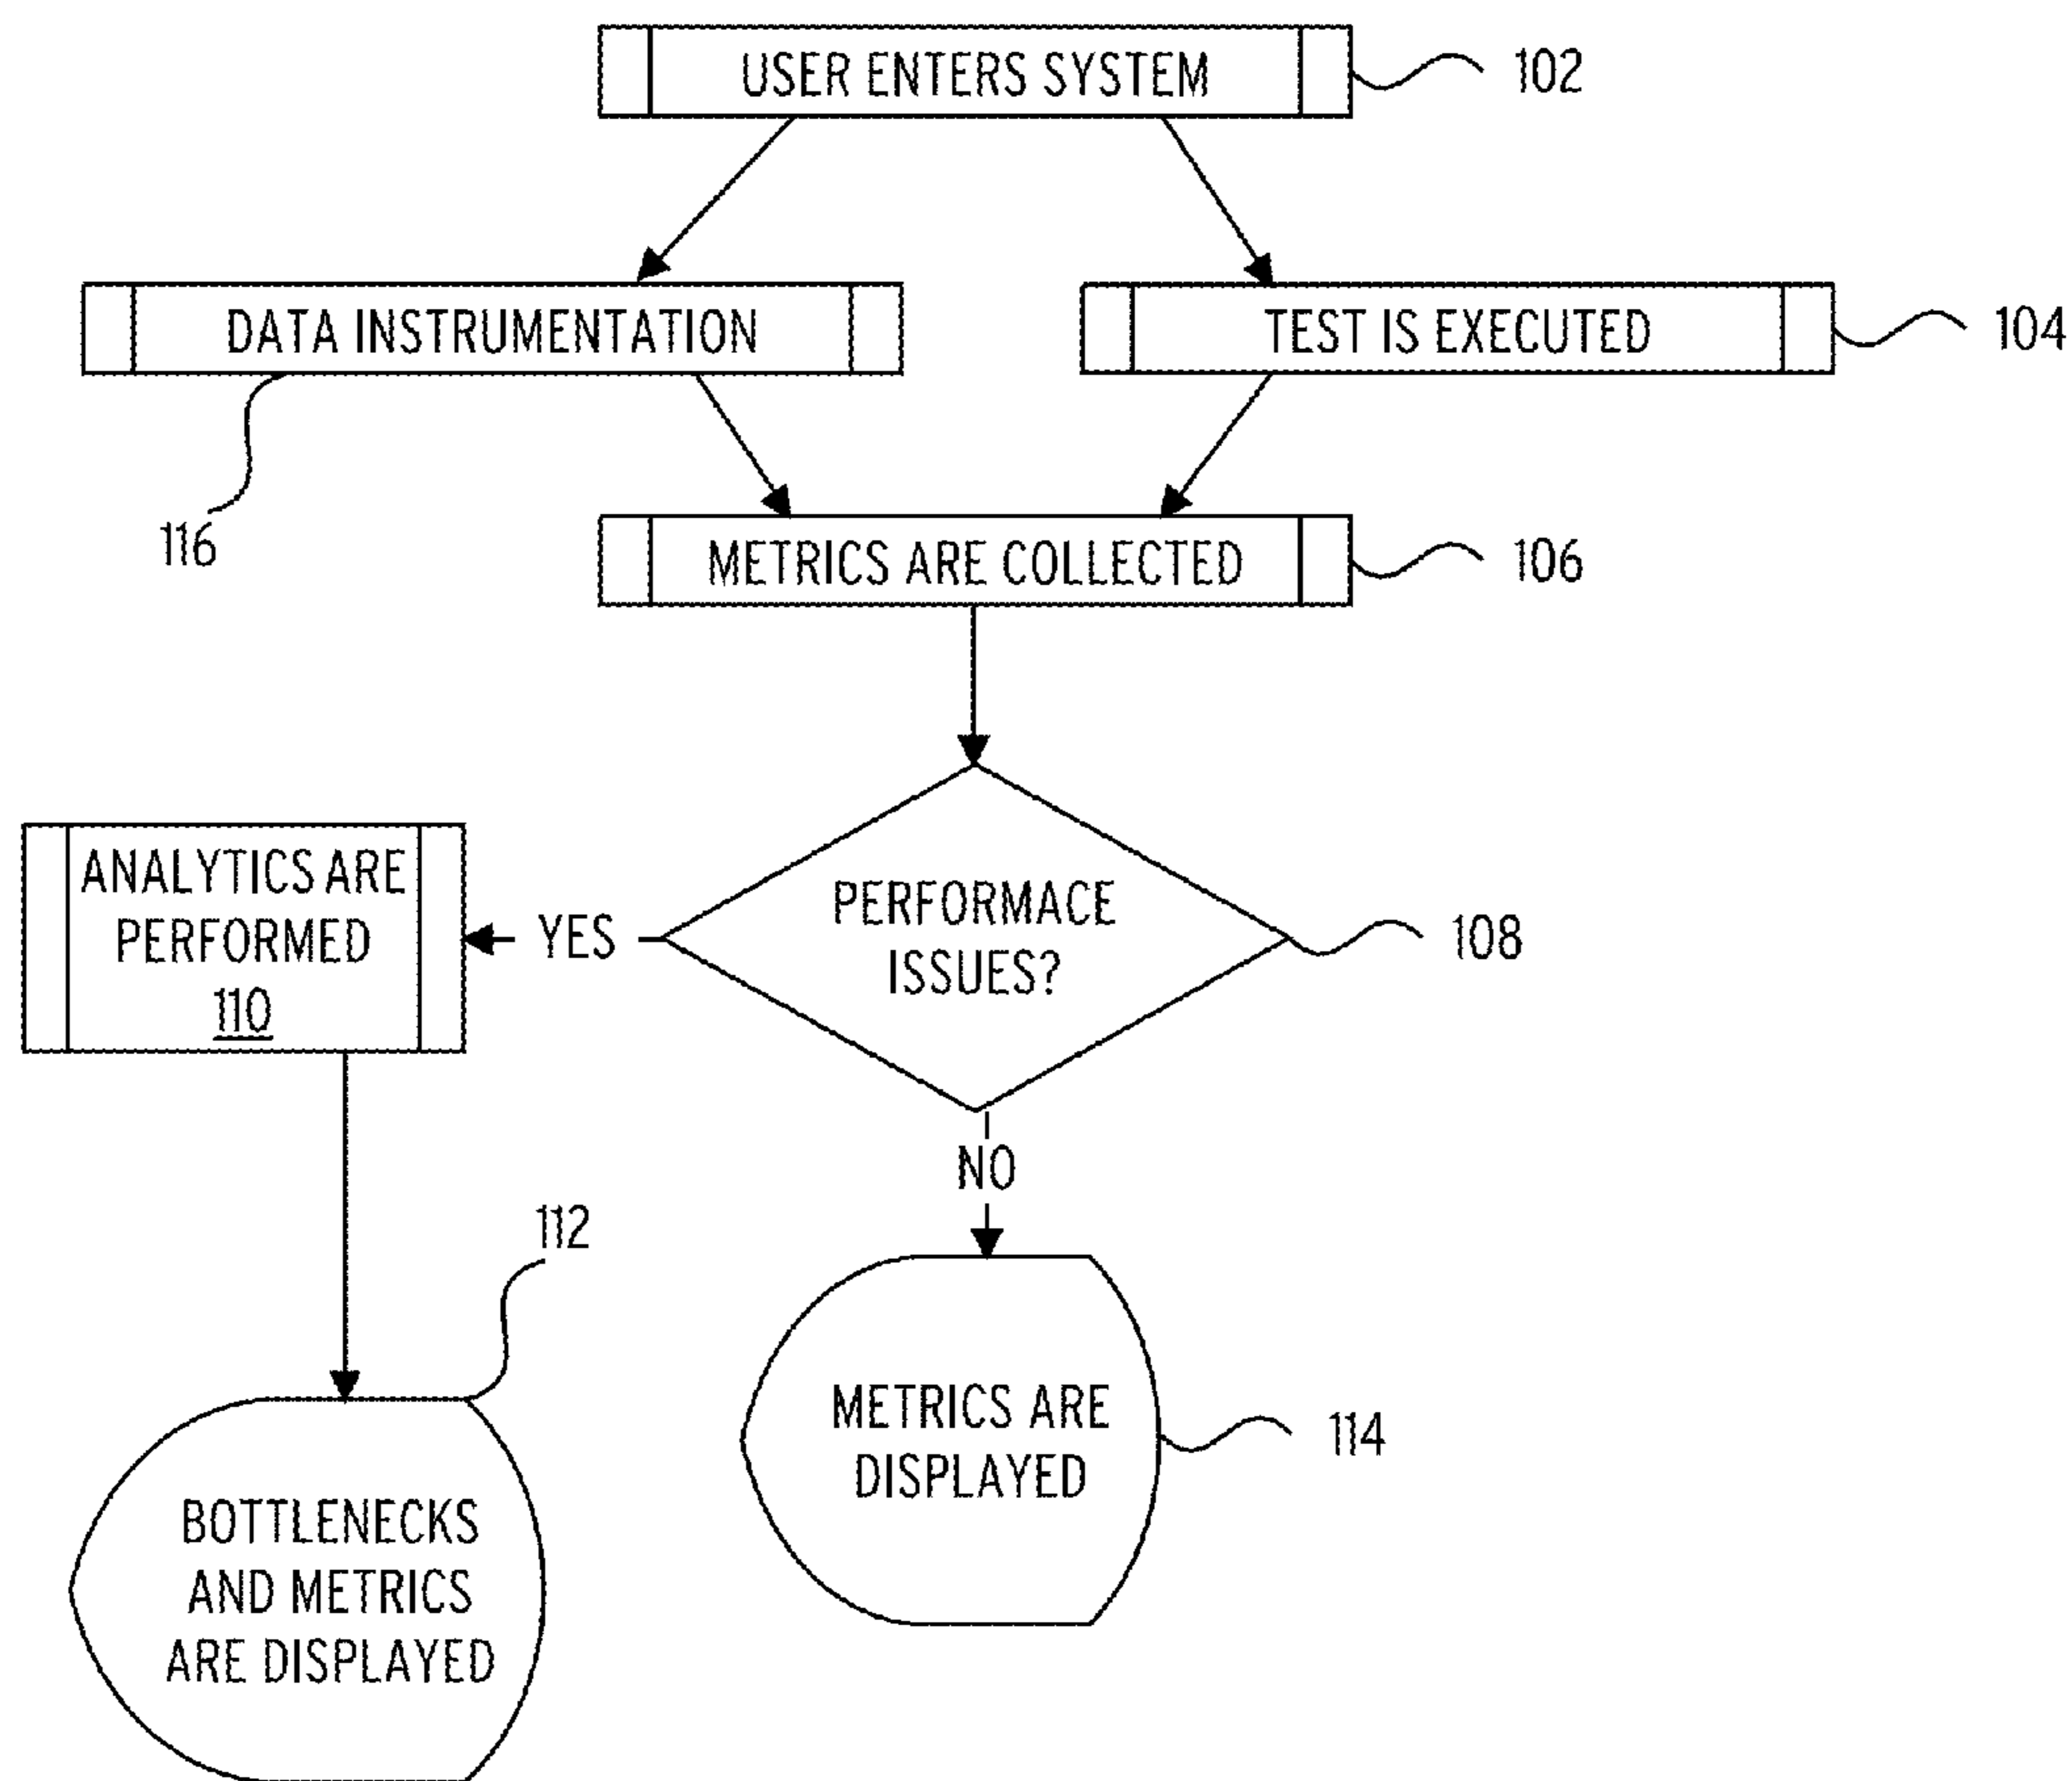 USER ENTERS SYSTEM
102
DATA INSTRUMENTATION
TEST IS EXECUTED
104
116
METRICS ARE COLLECTED
106
ANALYTICS ARE
PERFORMED
110
YES
PERFORMACE
ISSUES?
108
NO
112
METRICS ARE
DISPLAYED
114
BOTTLENECKS
AND METRICS
ARE DISPLAYED